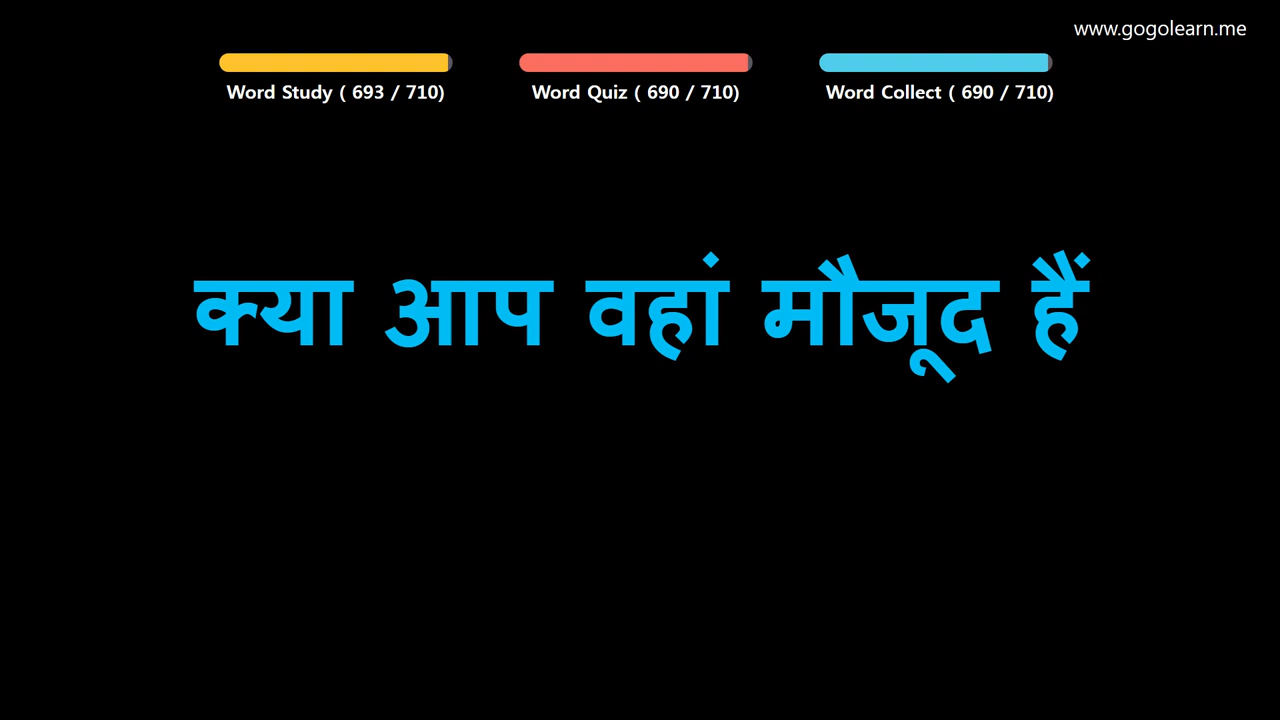 www.gogolearn.me
Word Study ( 693 / 710)
Word Quiz ( 690 / 710)
Word Collect ( 690 / 710)
क्या आप वहां मौजूद हैं